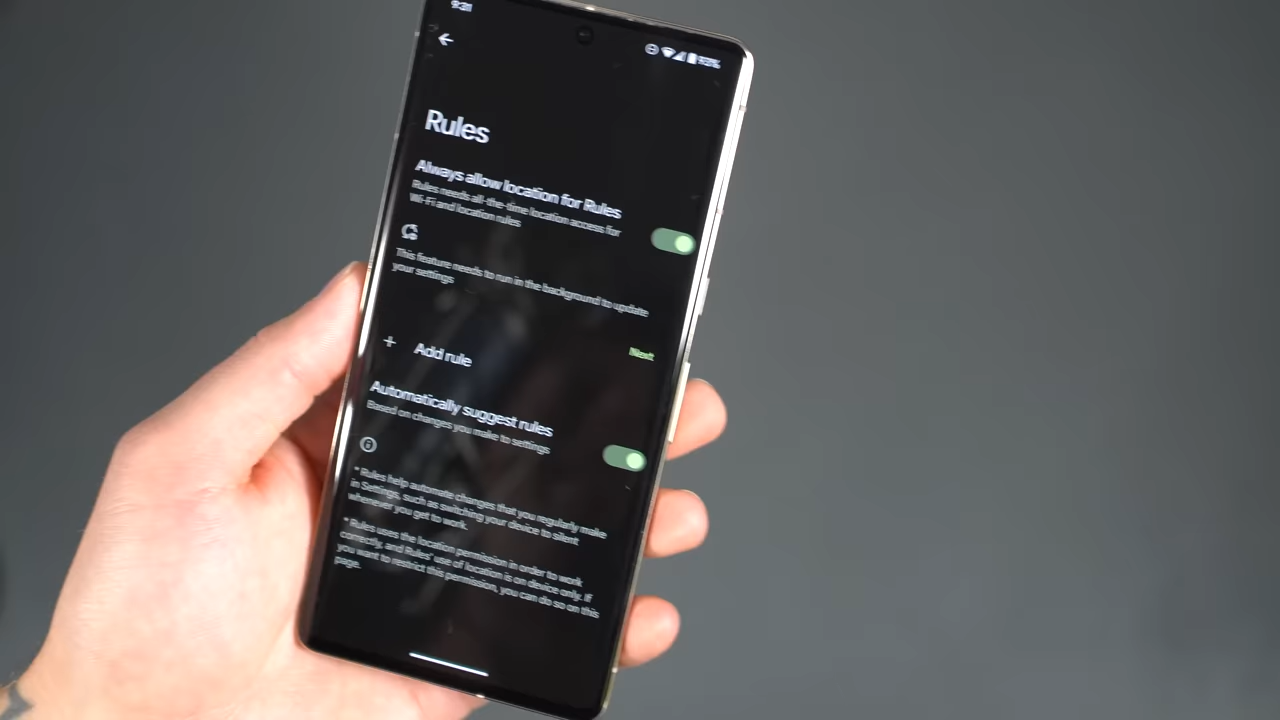 9:31
93%
Rules
Always allow location for Rules
Rules needs all-the-time location access for
Wi-Fi and location rules
This feature needs to run in the background to update
your settings
Next
+ Add rule
Automatically suggest rules
Based on changes you make to settings
* Rules help automate changes that you regularly make
in Settings, such as switching your device to silent
whenever you get to work.
* Rules uses the location permission in order to work
correctly, and Rules' use of location is on device only. If
you want to restrict this permission, you can do so on this
page.